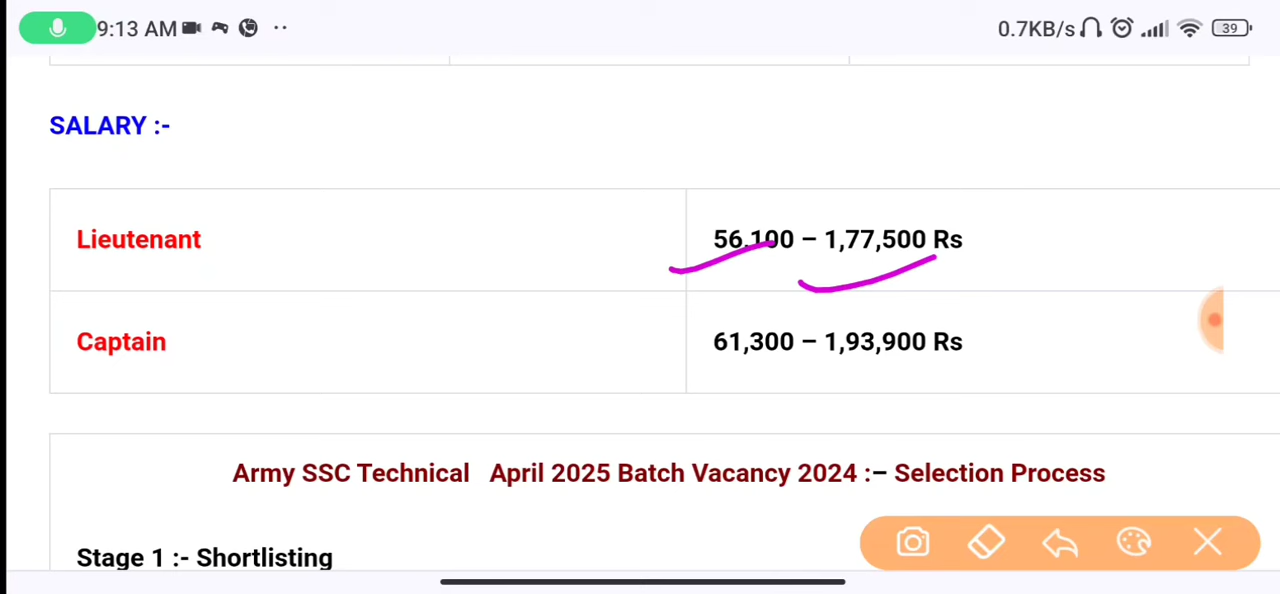 9:13 AM 0.7KB/s 39
SALARY :-
Lieutenant 56,100 – 1,77,500 Rs
Captain 61,300 – 1,93,900 Rs
Army SSC Technical April 2025 Batch Vacancy 2024 :– Selection Process
Stage 1 :- Shortlisting